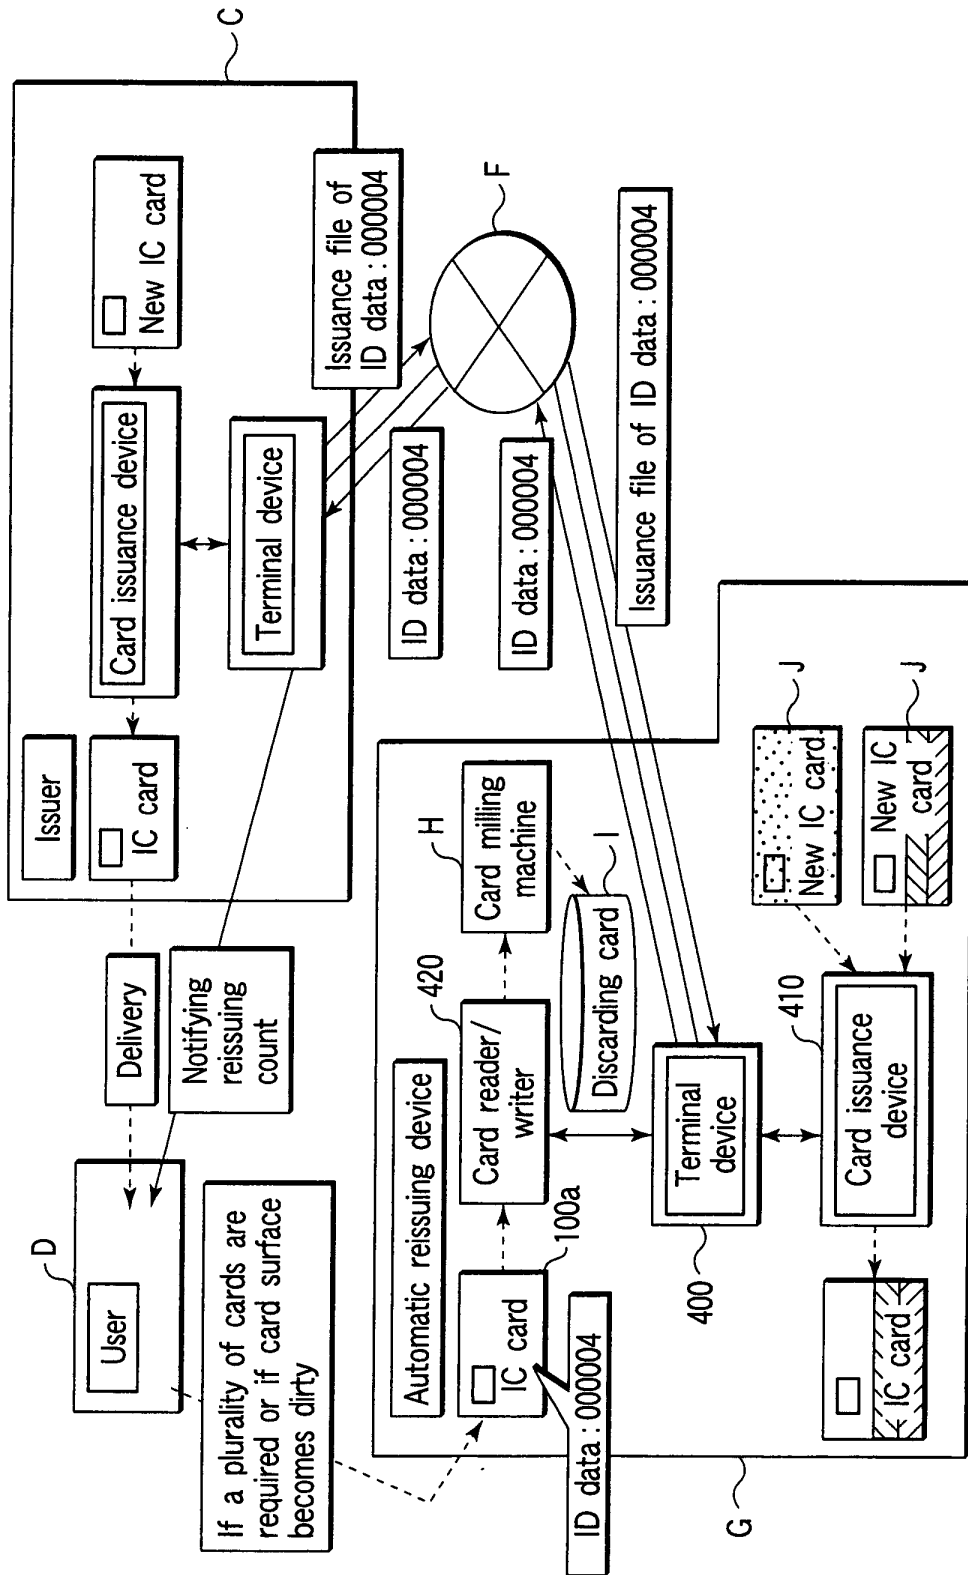 C
Issuer
New IC card
Card issuance device
IC card
Terminal device
Issuance file of
ID data : 000004
F
ID data : 000004
ID data : 000004
Issuance file of ID data : 000004
Delivery
Notifying
reissuing
count
D
User
If a plurality of cards are
required or if card surface
becomes dirty
Automatic reissuing device
IC card
100a
ID data : 000004
420
Card reader/
writer
H
Card milling
machine
I
Discarding card
Terminal
device
400
410
Card issuance
device
J
New IC card
J
New IC
card
IC card
G